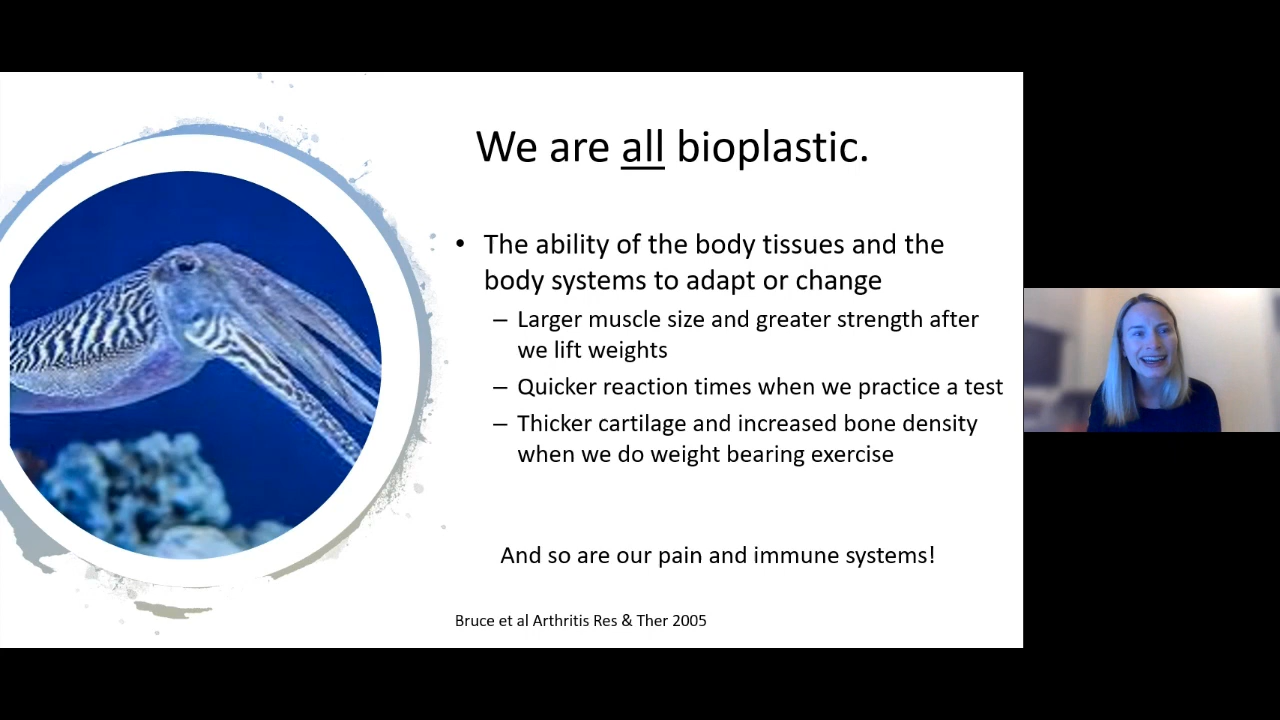 We are all bioplastic.
• The ability of the body tissues and the
body systems to adapt or change
– Larger muscle size and greater strength after
we lift weights
– Quicker reaction times when we practice a test
– Thicker cartilage and increased bone density
when we do weight bearing exercise
And so are our pain and immune systems!
Bruce et al Arthritis Res & Ther 2005